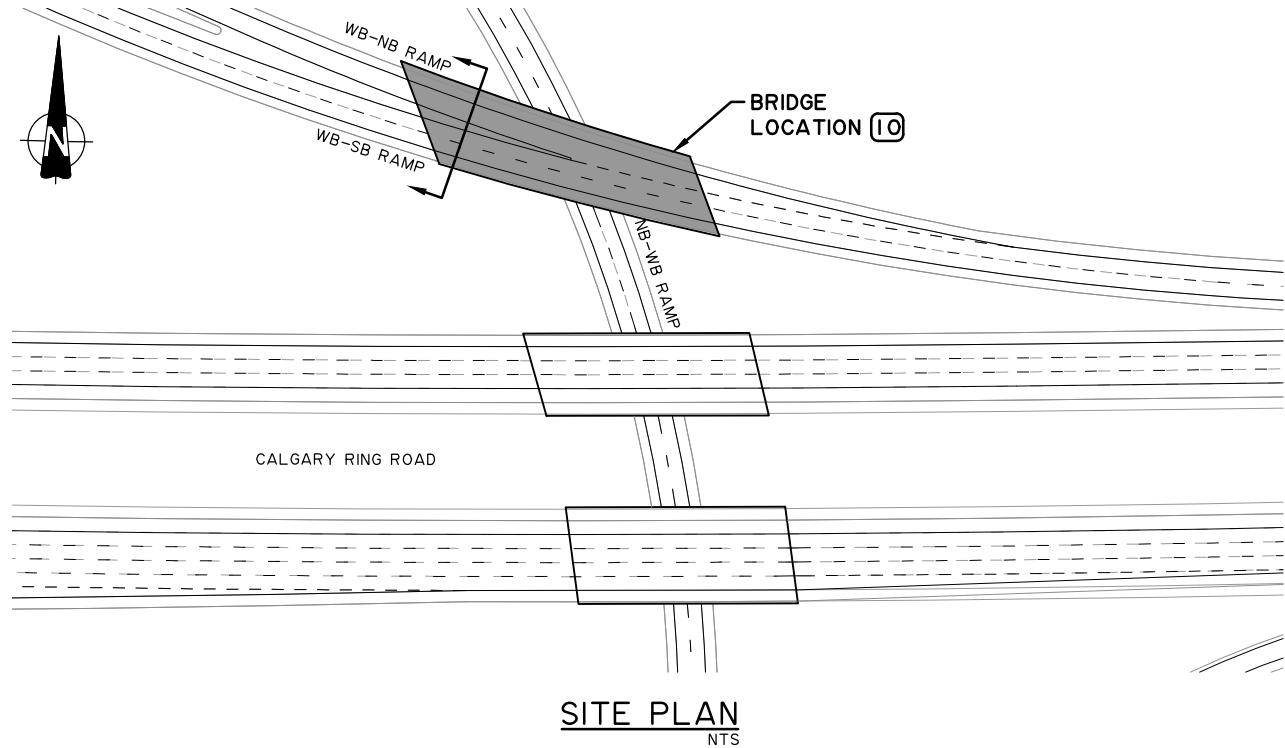 WB-NB RAMP
BRIDGE
LOCATION 10
N
WB-SB RAMP
NB-WB RAMP
CALGARY RING ROAD
SITE PLAN
NTS